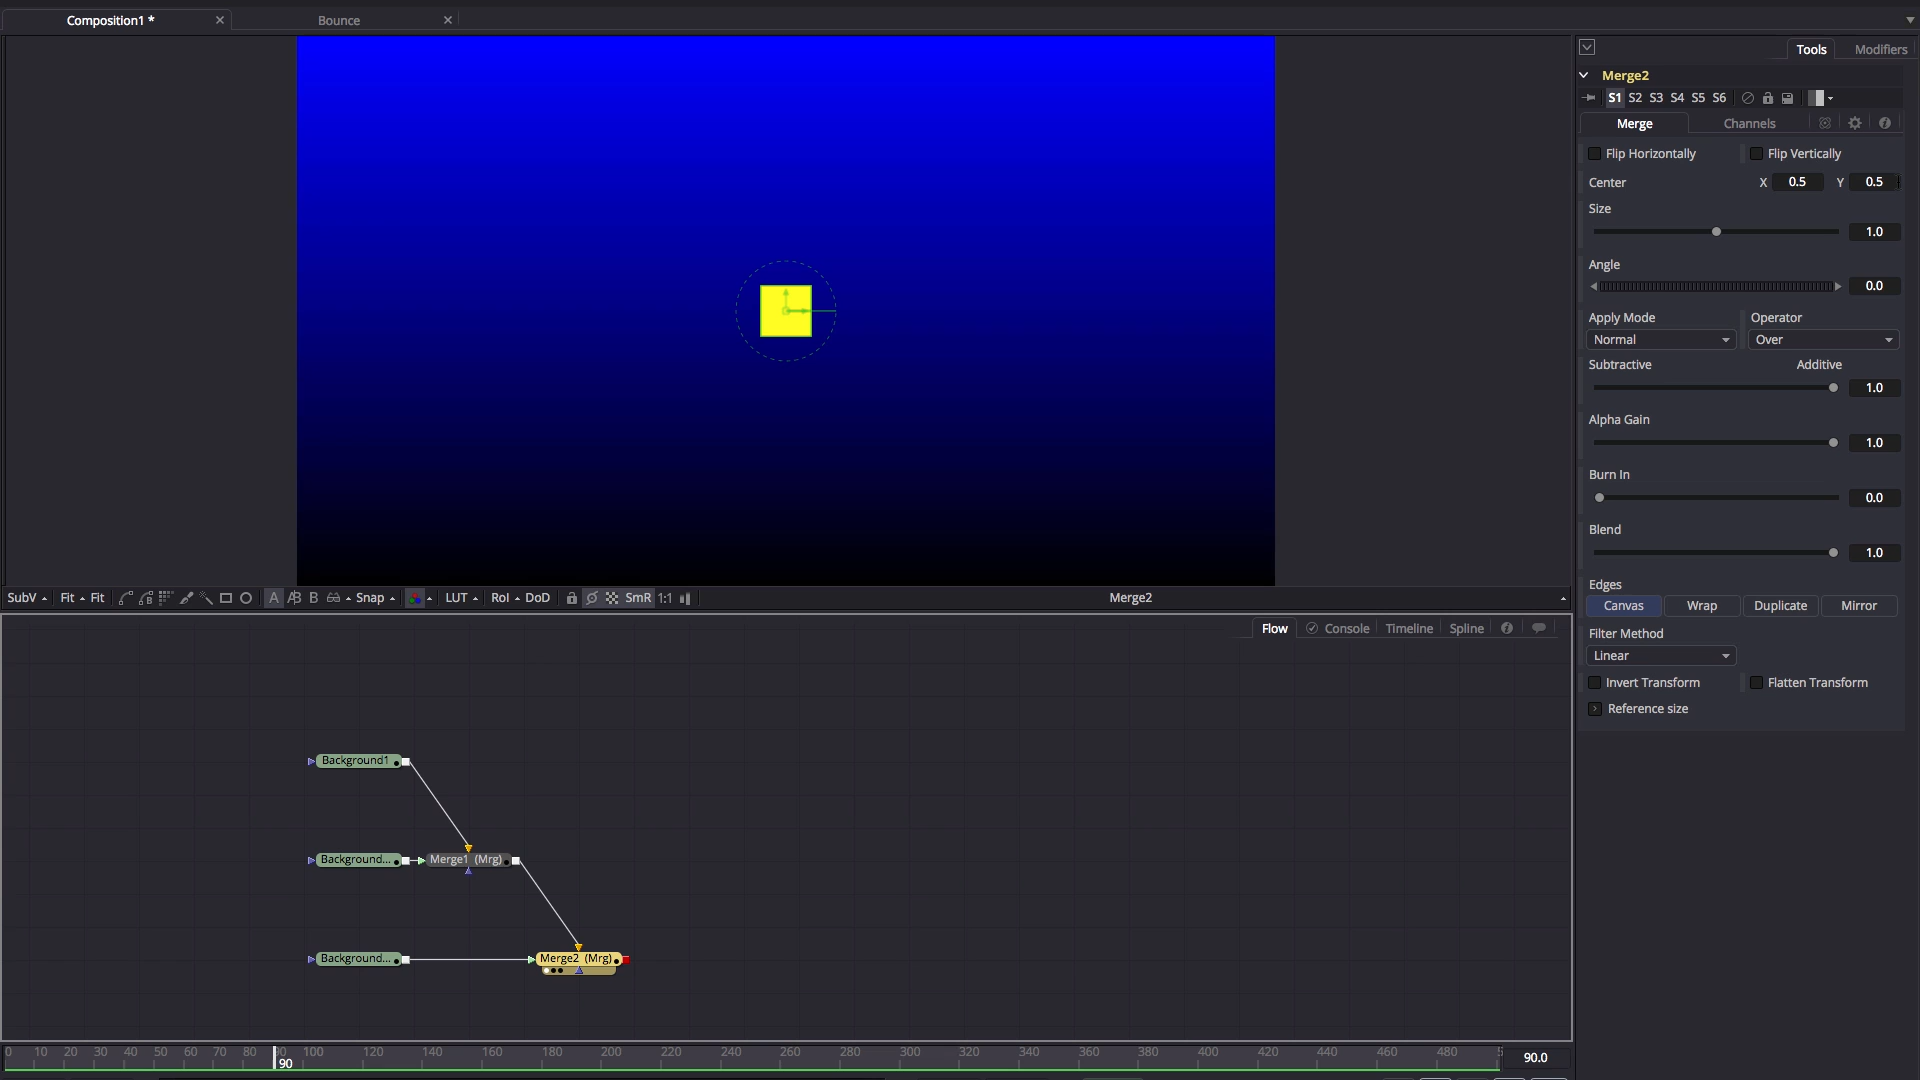 Composition1 *
Bounce
Tools Modifiers
Merge2
S1 S2 S3 S4 S5 S6
Merge Channels
Flip Horizontally Flip Vertically
Center X 0.5 Y 0.5
Size
1.0
Angle
0.0
Apply Mode Operator
Normal Over
Subtractive Additive
1.0
Alpha Gain
1.0
Burn In
0.0
Blend
1.0
Edges
Canvas Wrap Duplicate Mirror
Filter Method
Linear
Invert Transform Flatten Transform
Reference size
SubV Fit Fit A A|B B Snap LUT RoI DoD SmR 1:1 Merge2
Flow Console Timeline Spline
Background1
Background... Merge1 (Mrg)
Background... Merge2 (Mrg)
0 10 20 30 40 50 60 70 80 90 100 120 140 160 180 200 220 240 260 280 300 320 340 360 380 400 420 440 460 480
90
90.0